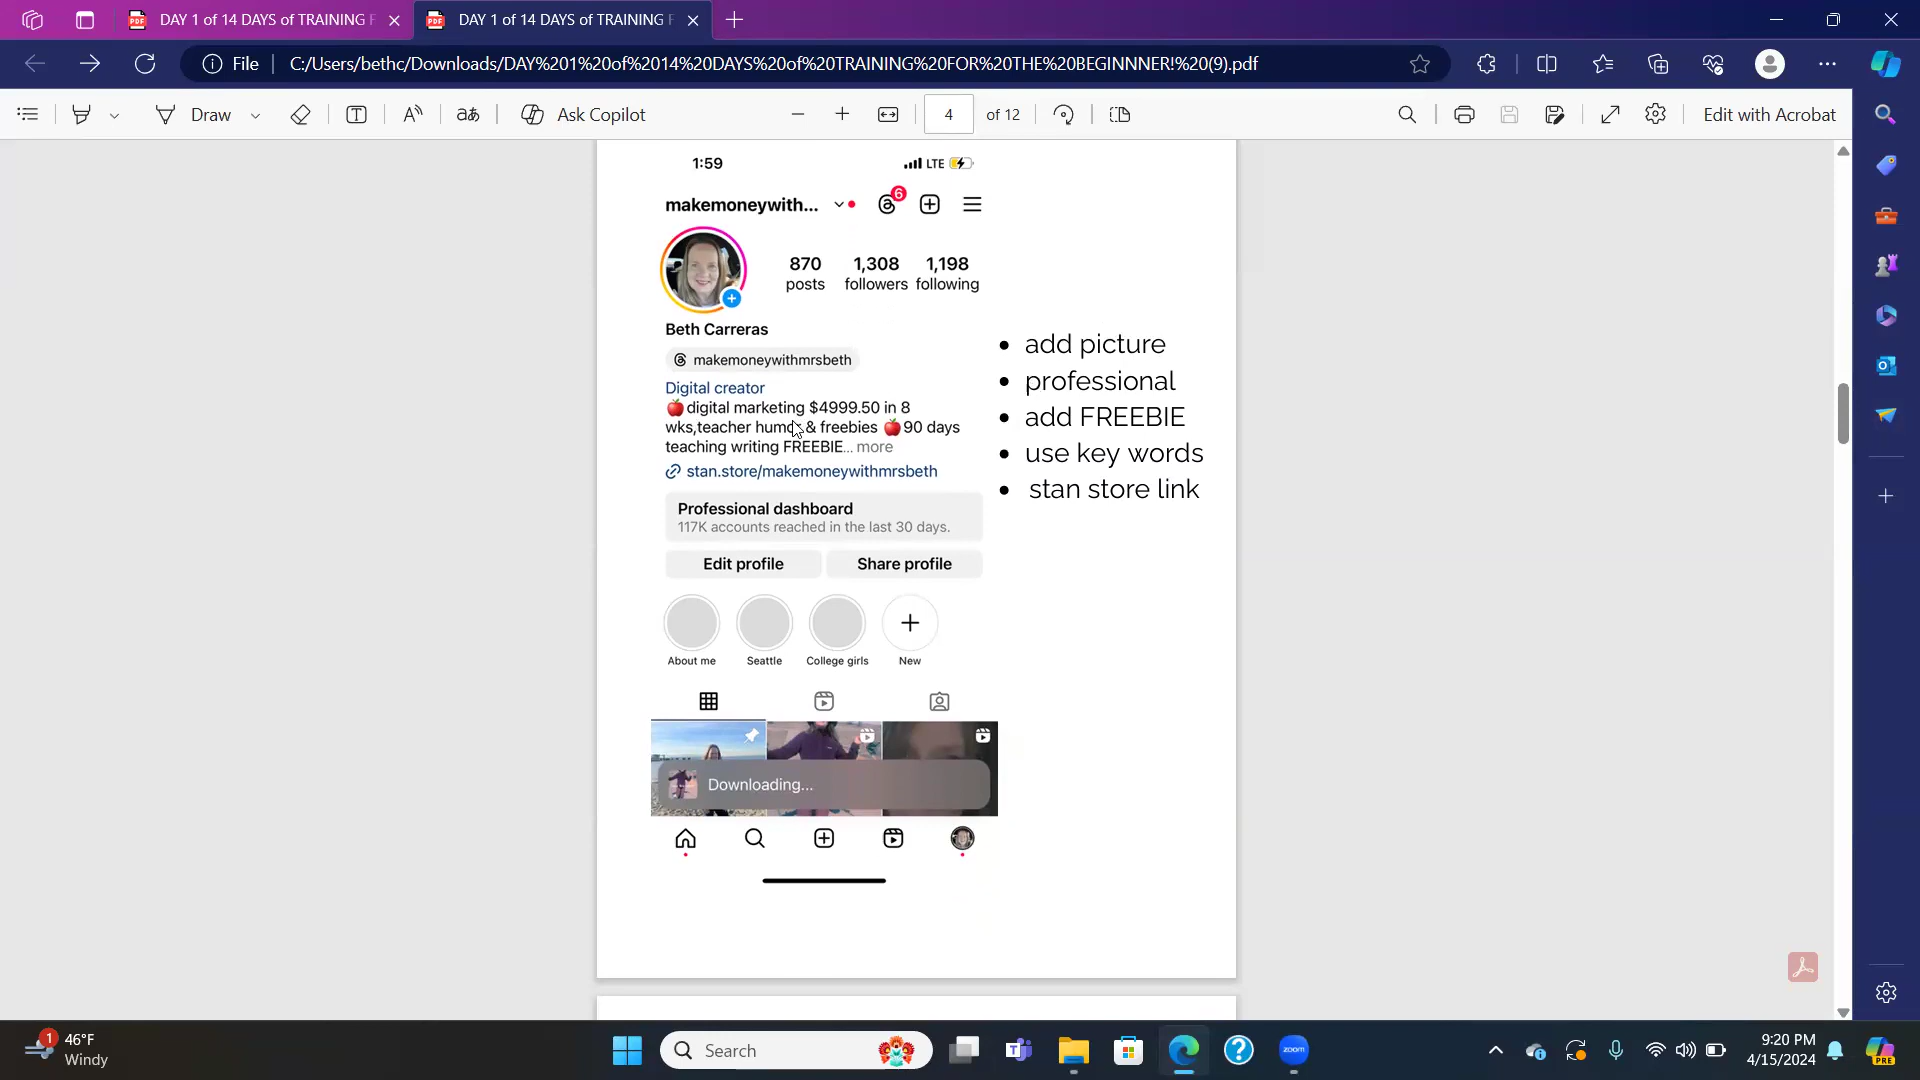 DAY 1 of 14 DAYS of TRAINING F
DAY 1 of 14 DAYS of TRAINING F
File
C:/Users/bethc/Downloads/DAY%201%20of%2014%20DAYS%20of%20TRAINING%20FOR%20THE%20BEGINNNER!%20(9).pdf
Draw
aあ
Ask Copilot
4
of 12
Edit with Acrobat
1:59
LTE
makemoneywith...
6
870
posts
1,308
followers
1,198
following
Beth Carreras
makemoneywithmrsbeth
Digital creator
🍎digital marketing $4999.50 in 8
wks,teacher humor & freebies 🍎90 days
teaching writing FREEBIE... more
stan.store/makemoneywithmrsbeth
Professional dashboard
117K accounts reached in the last 30 days.
Edit profile
Share profile
About me
Seattle
College girls
New
Downloading...
• add picture
• professional
• add FREEBIE
• use key words
• stan store link
1
46°F
Windy
Search
zoom
9:20 PM
4/15/2024
PRE